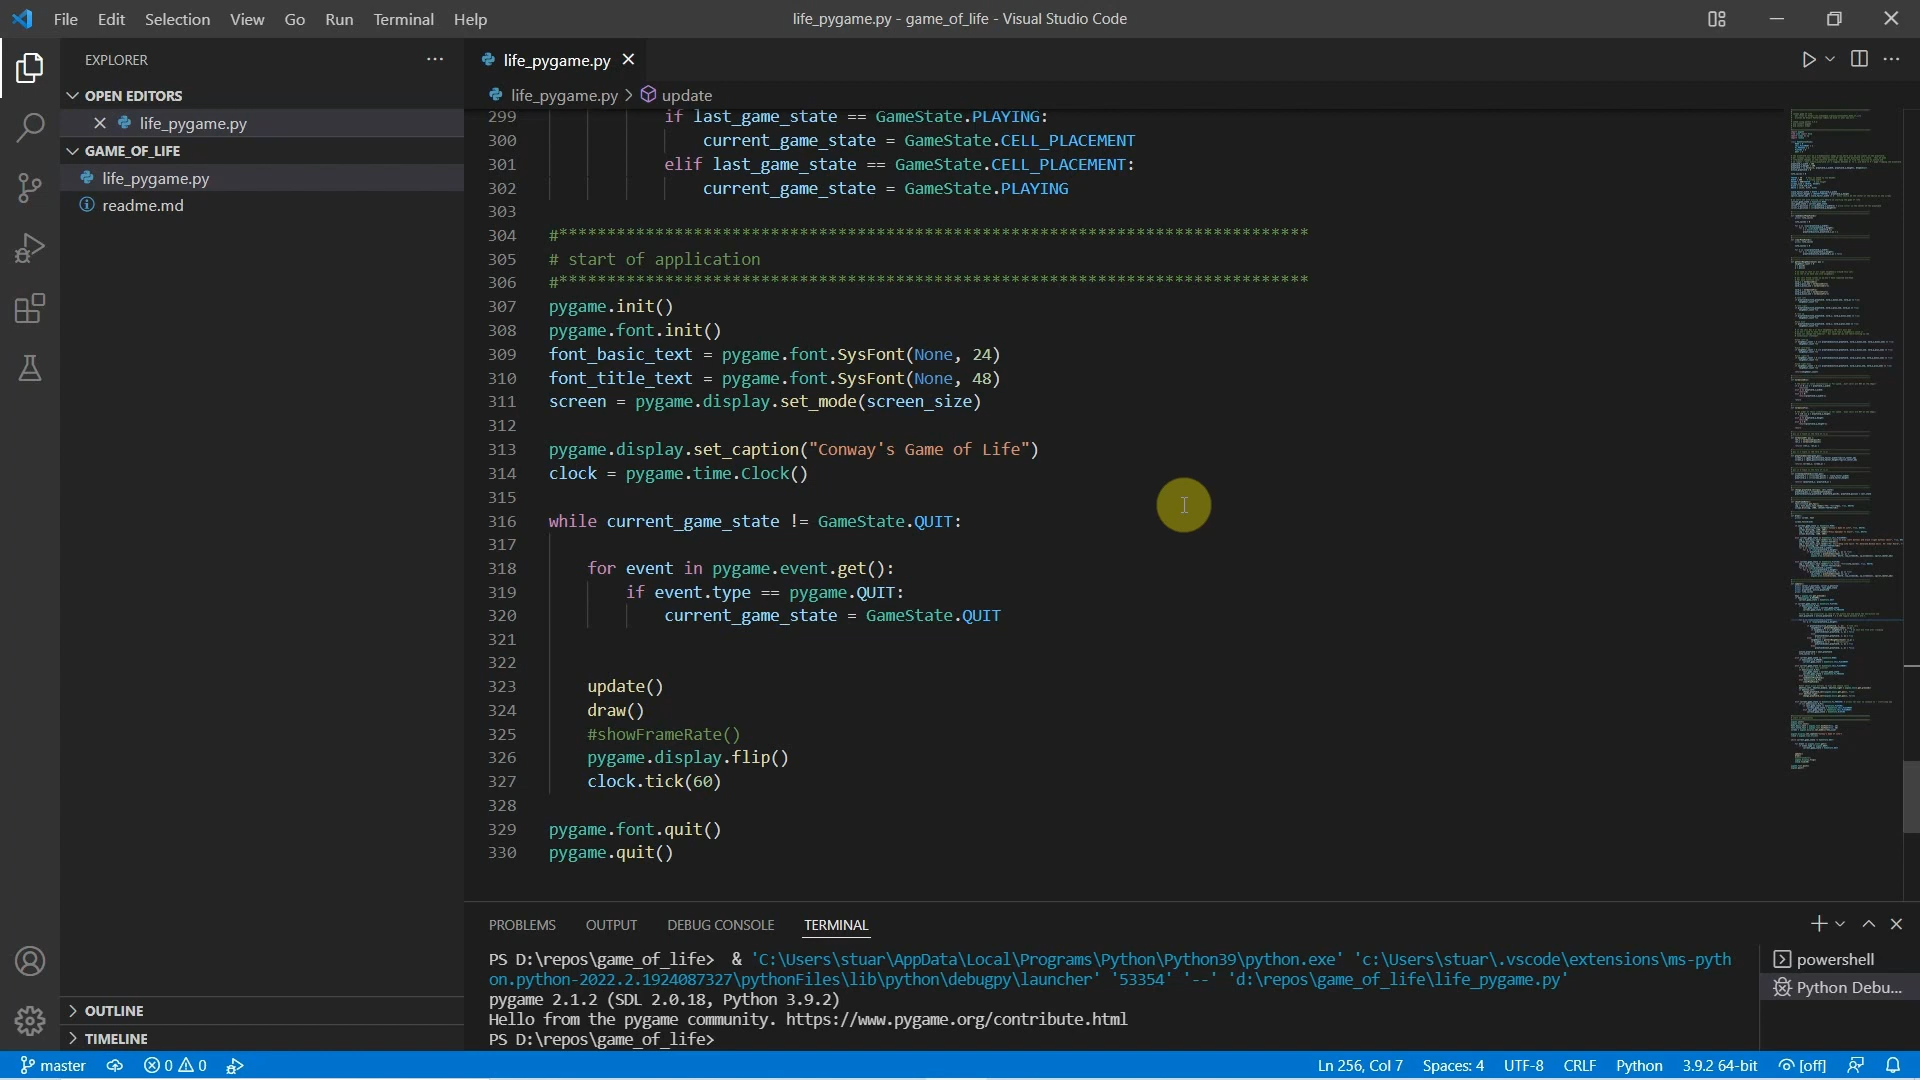 File Edit Selection View Go Run Terminal Help
life_pygame.py - game_of_life - Visual Studio Code
EXPLORER
OPEN EDITORS
life_pygame.py
GAME_OF_LIFE
life_pygame.py
readme.md
OUTLINE
TIMELINE
life_pygame.py
life_pygame.py > update
299 if last_game_state == GameState.PLAYING:
300 current_game_state = GameState.CELL_PLACEMENT
301 elif last_game_state == GameState.CELL_PLACEMENT:
302 current_game_state = GameState.PLAYING
303
304 #******************************************************************************
305 # start of application
306 #******************************************************************************
307 pygame.init()
308 pygame.font.init()
309 font_basic_text = pygame.font.SysFont(None, 24)
310 font_title_text = pygame.font.SysFont(None, 48)
311 screen = pygame.display.set_mode(screen_size)
312
313 pygame.display.set_caption("Conway's Game of Life")
314 clock = pygame.time.Clock()
315
316 while current_game_state != GameState.QUIT:
317
318 for event in pygame.event.get():
319 if event.type == pygame.QUIT:
320 current_game_state = GameState.QUIT
321
322
323 update()
324 draw()
325 #showFrameRate()
326 pygame.display.flip()
327 clock.tick(60)
328
329 pygame.font.quit()
330 pygame.quit()
PROBLEMS OUTPUT DEBUG CONSOLE TERMINAL
PS D:\repos\game_of_life> & 'C:\Users\stuar\AppData\Local\Programs\Python\Python39\python.exe' 'c:\Users\stuar\.vscode\extensions\ms-pyth
on.python-2022.2.1924087327\pythonFiles\lib\python\debugpy\launcher' '53354' '--' 'd:\repos\game_of_life\life_pygame.py'
pygame 2.1.2 (SDL 2.0.18, Python 3.9.2)
Hello from the pygame community. https://www.pygame.org/contribute.html
PS D:\repos\game_of_life>
powershell
Python Debu...
master 0 0 Ln 256, Col 7 Spaces: 4 UTF-8 CRLF Python 3.9.2 64-bit [off]